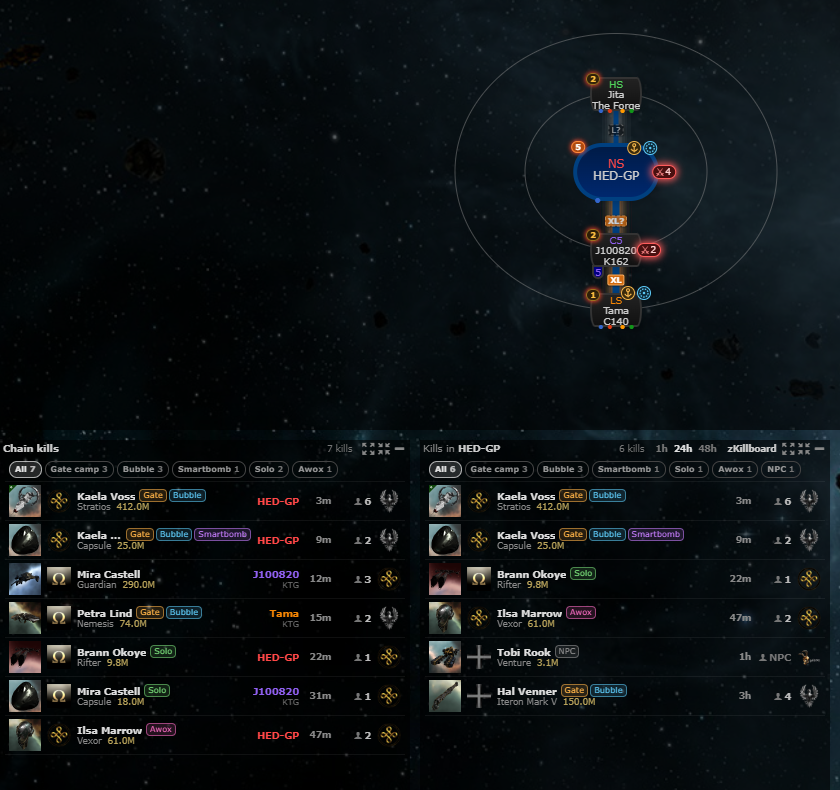 2
HS
Jita
The Forge
L?
5
NS
HED-GP
4
XL?
2
C5
J100820
K162
2
5
XL
1
LS
Tama
C140
Chain kills
7 kills
All 7
Gate camp 3
Bubble 3
Smartbomb 1
Solo 2
Awox 1
Kaela Voss Gate Bubble
Stratios 412.0M
HED-GP
3m
6
Kaela ... Gate Bubble Smartbomb
Capsule 25.0M
HED-GP
9m
2
Mira Castell
Guardian 290.0M
J100820
KTG
12m
3
Petra Lind Gate Bubble
Nemesis 74.0M
Tama
KTG
15m
2
Brann Okoye Solo
Rifter 9.8M
HED-GP
22m
1
Mira Castell Solo
Capsule 18.0M
J100820
KTG
31m
1
Ilsa Marrow Awox
Vexor 61.0M
HED-GP
47m
2
Kills in HED-GP
6 kills 1h 24h 48h zKillboard
All 6
Gate camp 3
Bubble 3
Smartbomb 1
Solo 1
Awox 1
NPC 1
Kaela Voss Gate Bubble
Stratios 412.0M
3m
6
Kaela Voss Gate Bubble Smartbomb
Capsule 25.0M
9m
2
Brann Okoye Solo
Rifter 9.8M
22m
1
Ilsa Marrow Awox
Vexor 61.0M
47m
2
Tobi Rook NPC
Venture 3.1M
1h
NPC
Hal Venner Gate Bubble
Iteron Mark V 150.0M
3h
4